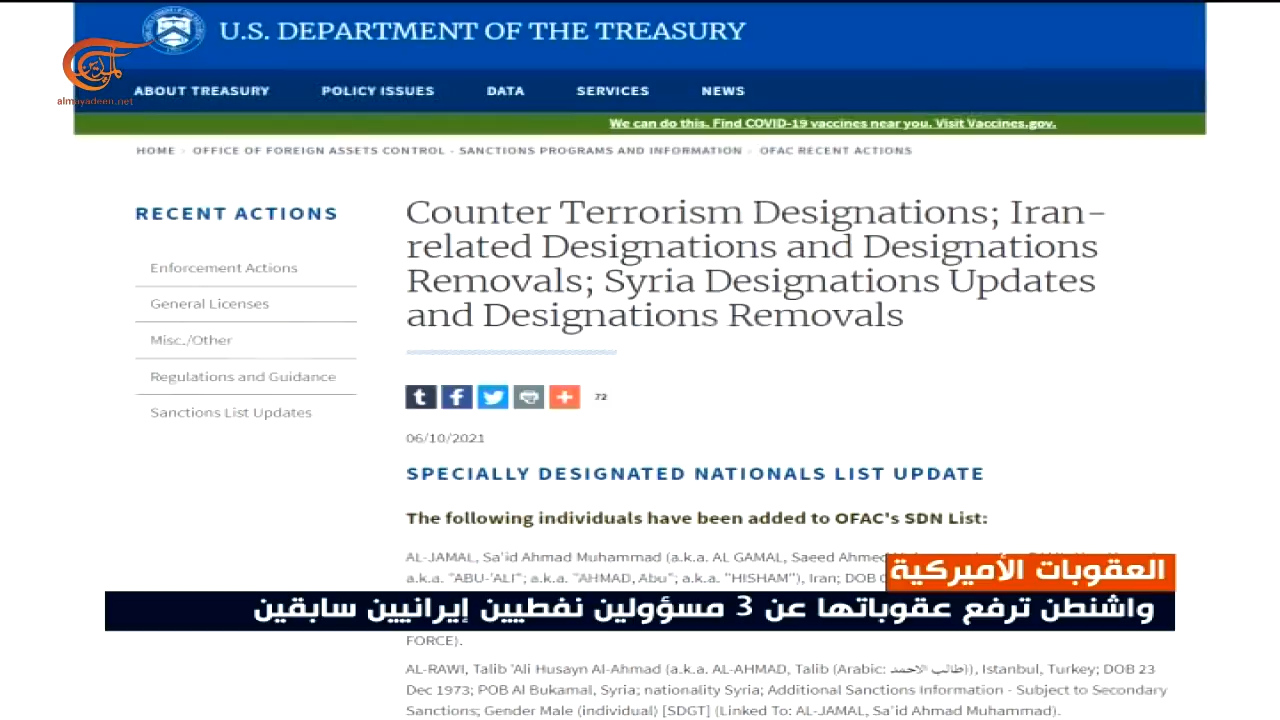 U.S. DEPARTMENT OF THE TREASURY
الميادين
almayadeen.net
ABOUT TREASURY POLICY ISSUES DATA SERVICES NEWS
We can do this. Find COVID-19 vaccines near you. Visit Vaccines.gov.
HOME › OFFICE OF FOREIGN ASSETS CONTROL - SANCTIONS PROGRAMS AND INFORMATION › OFAC RECENT ACTIONS
RECENT ACTIONS
Enforcement Actions
General Licenses
Misc./Other
Regulations and Guidance
Sanctions List Updates
Counter Terrorism Designations; Iran-
related Designations and Designations
Removals; Syria Designations Updates
and Designations Removals
72
06/10/2021
SPECIALLY DESIGNATED NATIONALS LIST UPDATE
The following individuals have been added to OFAC's SDN List:
AL-JAMAL, Sa'id Ahmad Muhammad (a.k.a. AL GAMAL, Saeed Ahmed
a.k.a. "ABU-'ALI"; a.k.a. "AHMAD, Abu"; a.k.a. "HISHAM"), Iran; DOB
العقوبات الأميركية
واشنطن ترفع عقوباتها عن 3 مسؤولين نفطيين إيرانيين سابقين
FORCE).
AL-RAWI, Talib 'Ali Husayn Al-Ahmad (a.k.a. AL-AHMAD, Talib (Arabic: طالب الاحمد)), Istanbul, Turkey; DOB 23
Dec 1973; POB Al Bukamal, Syria; nationality Syria; Additional Sanctions Information - Subject to Secondary
Sanctions; Gender Male (individual) [SDGT] (Linked To: AL-JAMAL, Sa'id Ahmad Muhammad).